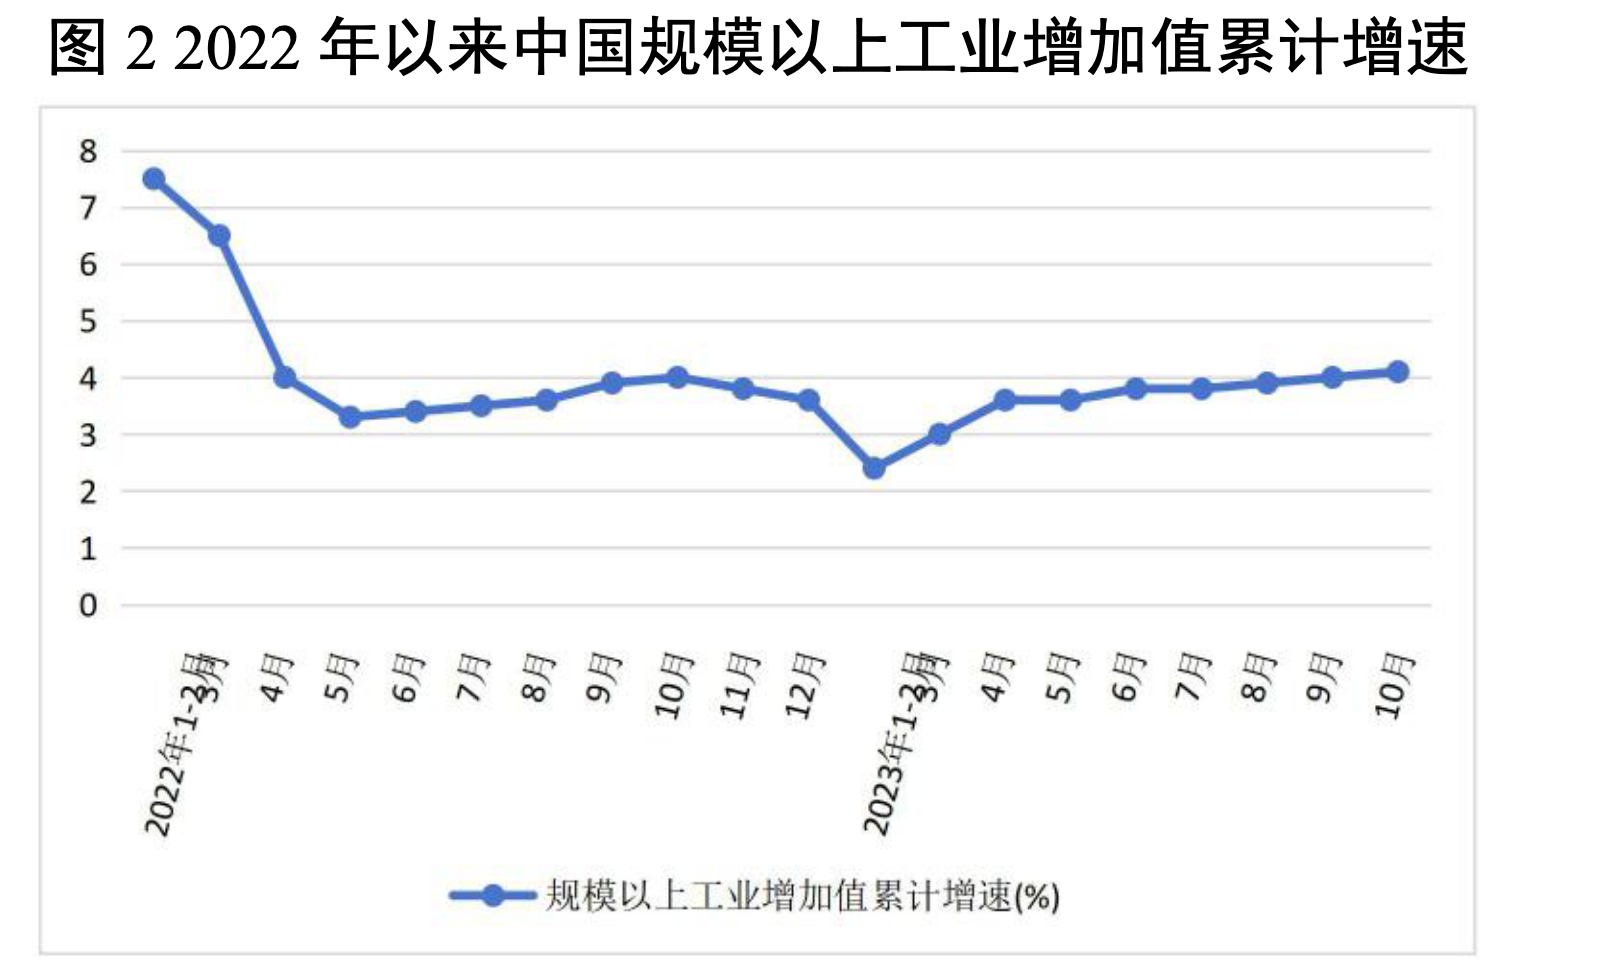 图 2 2022 年以来中国规模以上工业增加值累计增速
8
7
6
5
4
3
2
1
0
2022年1-2月
3月
4月
5月
6月
7月
8月
9月
10月
11月
12月
2023年1-2月
3月
4月
5月
6月
7月
8月
9月
10月
规模以上工业增加值累计增速(%)